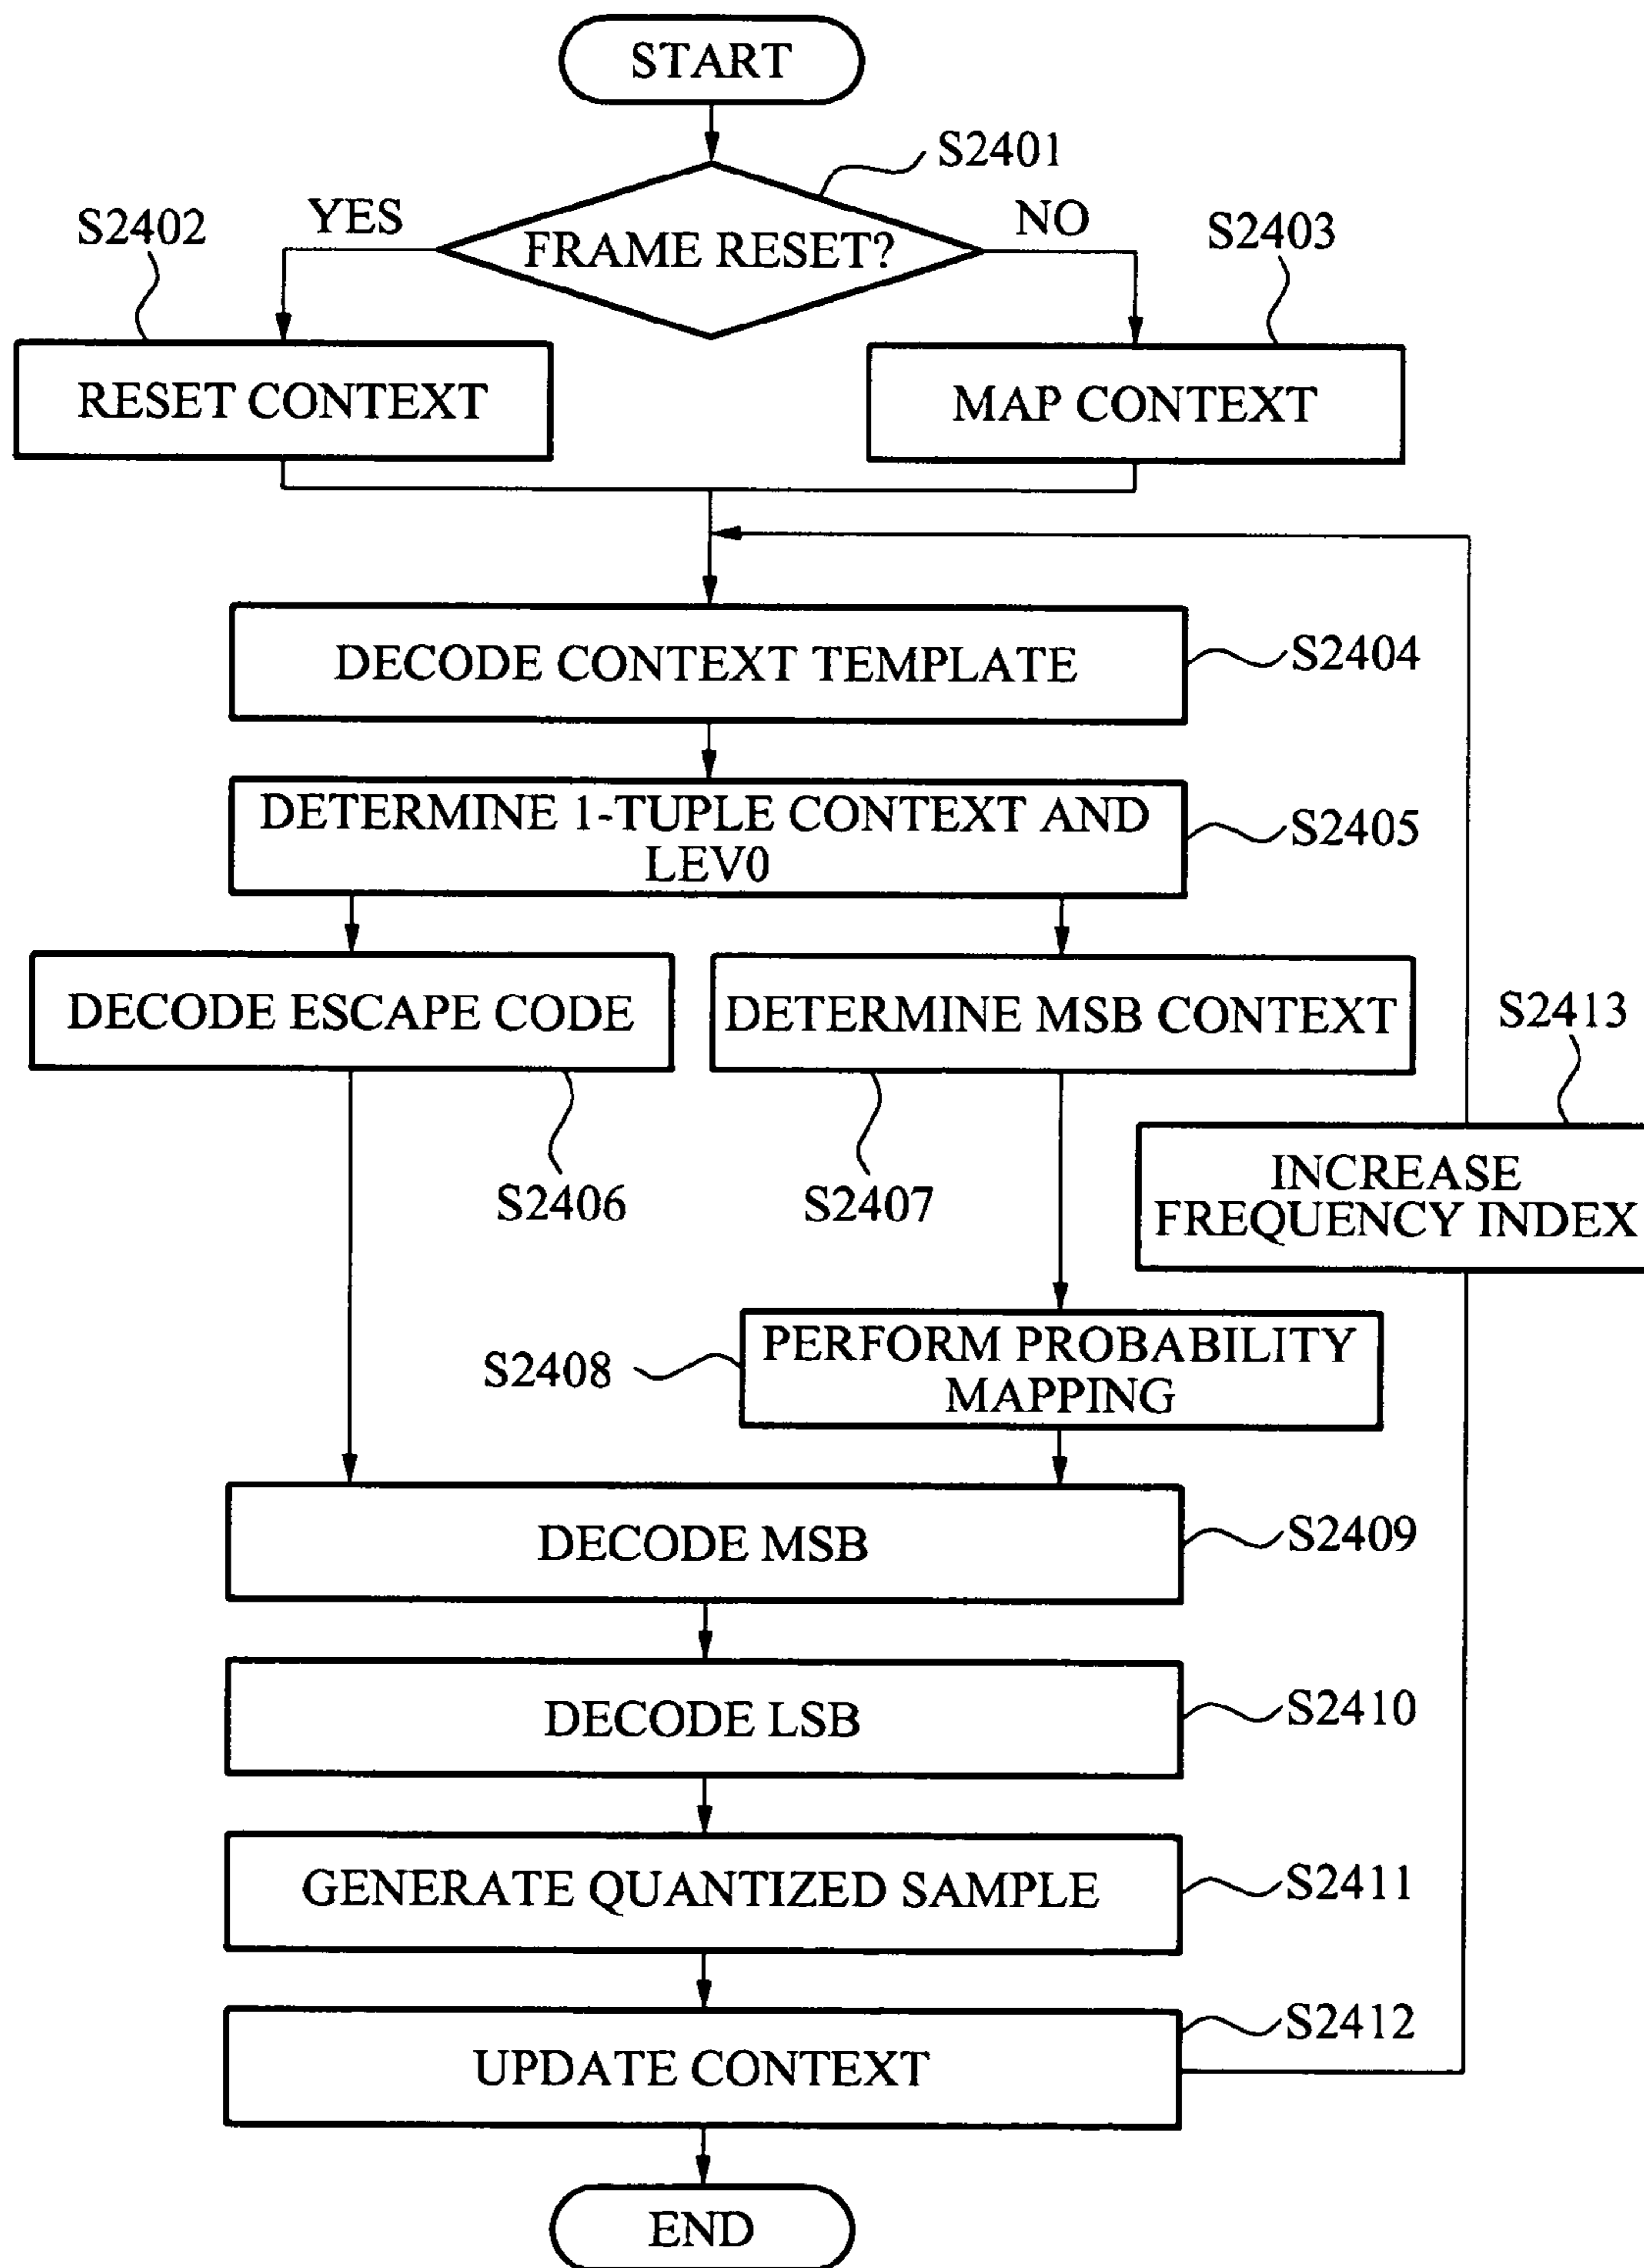 START
S2401
S2402
YES
NO
S2403
FRAME RESET?
RESET CONTEXT
MAP CONTEXT
DECODE CONTEXT TEMPLATE
S2404
DETERMINE 1-TUPLE CONTEXT AND
LEV0
S2405
DECODE ESCAPE CODE
DETERMINE MSB CONTEXT
S2413
S2406
S2407
INCREASE
FREQUENCY INDEX
S2408
PERFORM PROBABILITY
MAPPING
DECODE MSB
S2409
DECODE LSB
S2410
GENERATE QUANTIZED SAMPLE
S2411
UPDATE CONTEXT
S2412
END